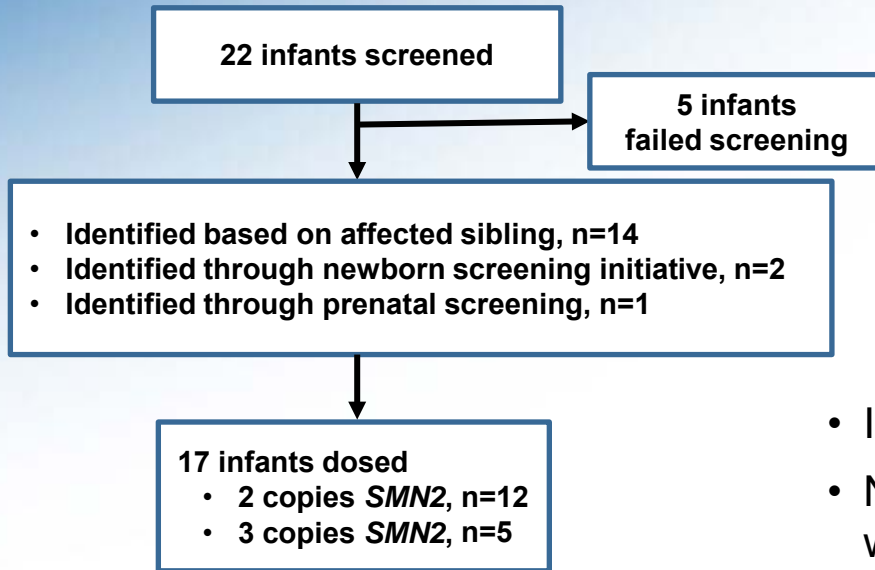 22 infants screened
5 infants
failed screening
• Identified based on affected sibling, n=14
• Identified through newborn screening initiative, n=2
• Identified through prenatal screening, n=1
17 infants dosed
• 2 copies SMN2, n=12
• 3 copies SMN2, n=5
•
•